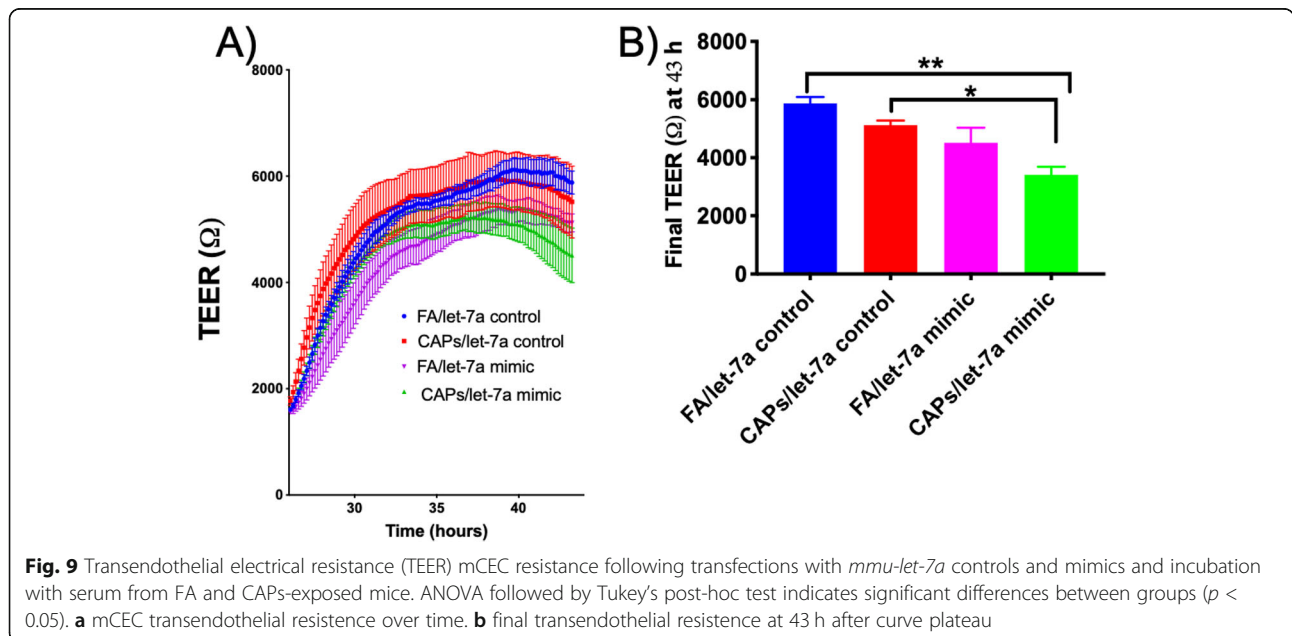 A)
TEER (Ω)
8000
6000
4000
2000
0
30
35
40
Time (hours)
FA/let-7a control
CAPs/let-7a control
FA/let-7a mimic
CAPs/let-7a mimic
B)
Final TEER (Ω) at 43 h
8000
6000
4000
2000
0
**
*
FA/let-7a control
CAPs/let-7a control
FA/let-7a mimic
CAPs/let-7a mimic
Fig. 9 Transendothelial electrical resistance (TEER) mCEC resistance following transfections with mmu-let-7a controls and mimics and incubation
with serum from FA and CAPs-exposed mice. ANOVA followed by Tukey's post-hoc test indicates significant differences between groups (p <
0.05). a mCEC transendothelial resistence over time. b final transendothelial resistence at 43 h after curve plateau